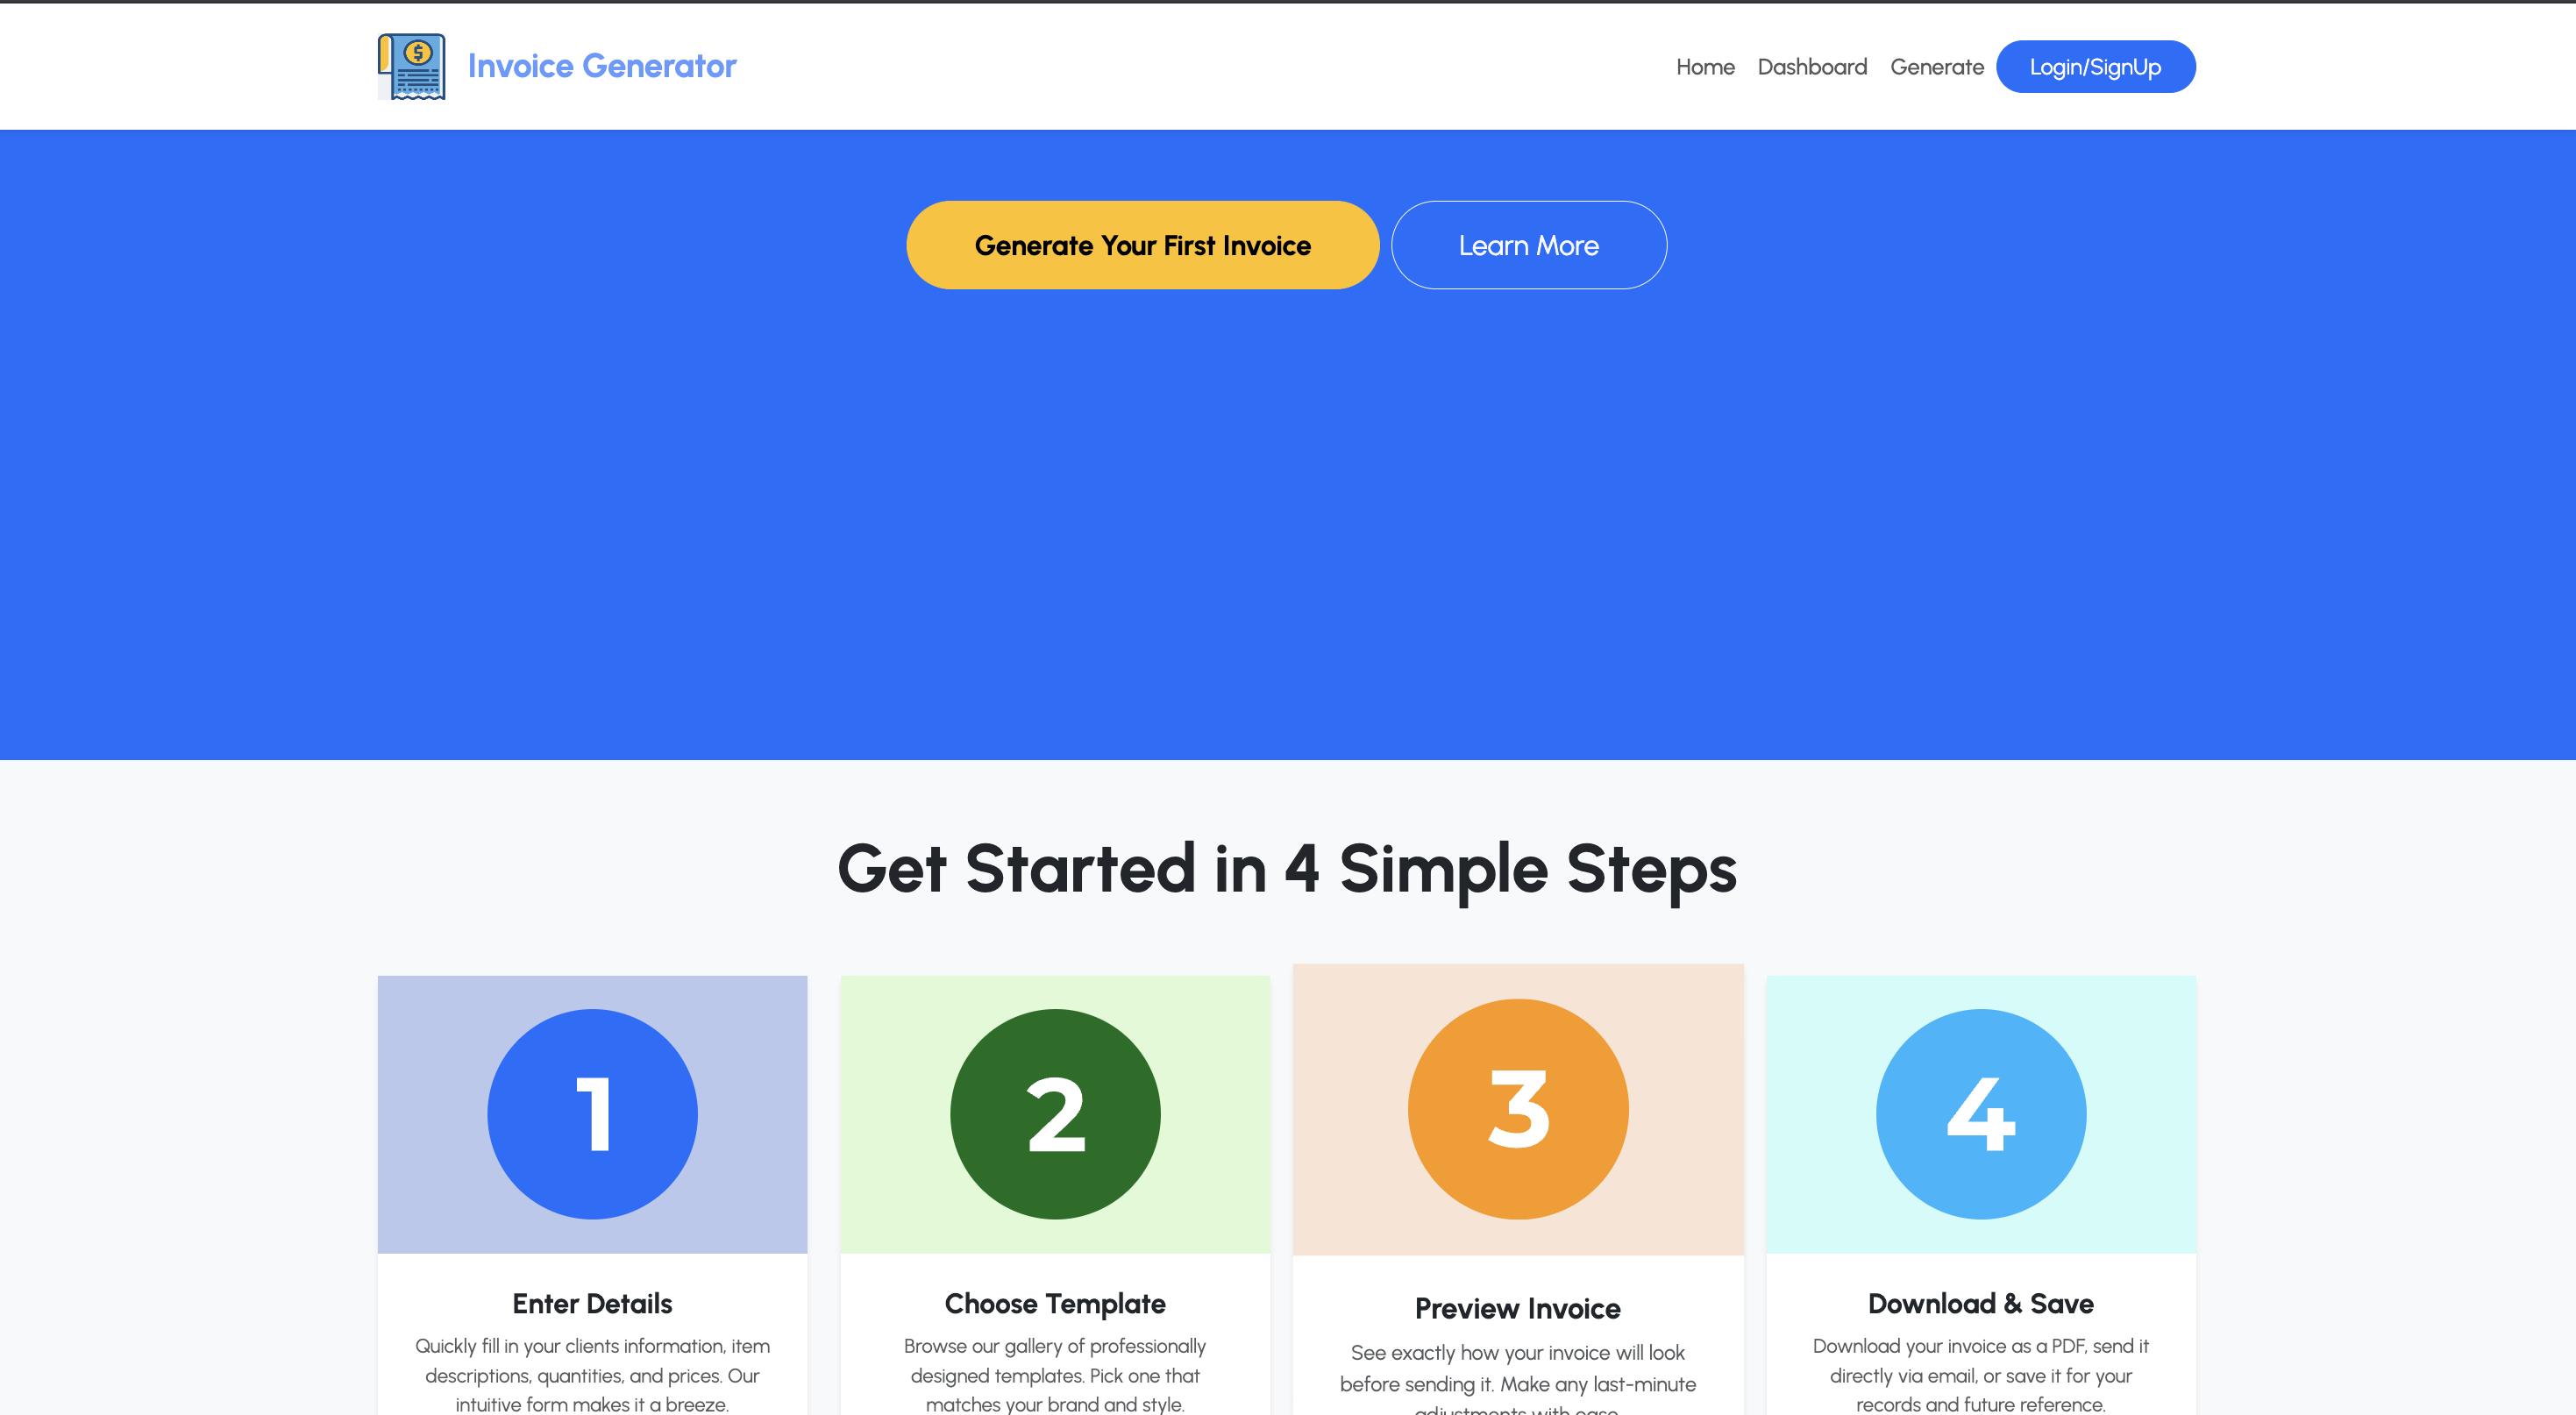 $
Invoice Generator
Home Dashboard Generate Login/SignUp
Generate Your First Invoice
Learn More
Get Started in 4 Simple Steps
1
2
3
4
Enter Details
Quickly fill in your clients information, item
descriptions, quantities, and prices. Our
intuitive form makes it a breeze.
Choose Template
Browse our gallery of professionally
designed templates. Pick one that
matches your brand and style.
Preview Invoice
See exactly how your invoice will look
before sending it. Make any last-minute
adjustments with ease.
Download & Save
Download your invoice as a PDF, send it
directly via email, or save it for your
records and future reference.